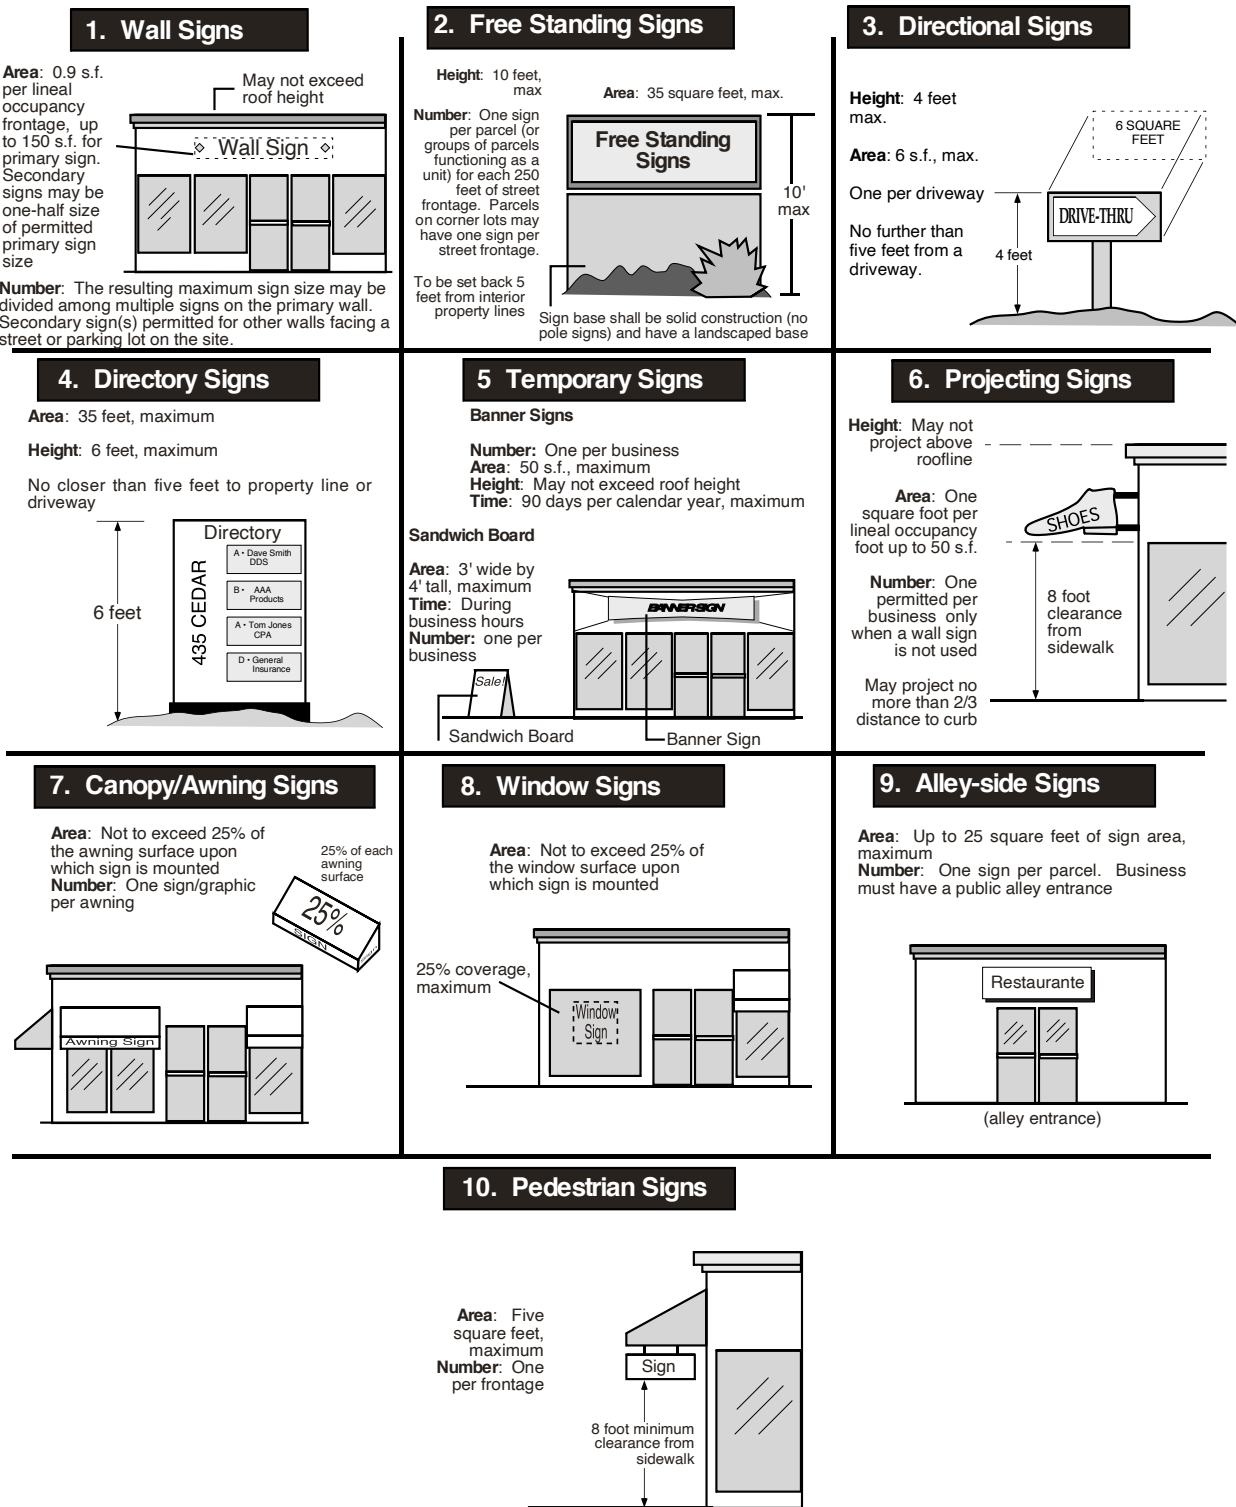 1. Wall Signs
Area: 0.9 s.f.
per lineal
occupancy
frontage, up
to 150 s.f. for
primary sign.
Secondary
signs may be
one-half size
of permitted
primary sign
size
May not exceed
roof height
Wall Sign
Number: The resulting maximum sign size may be
divided among multiple signs on the primary wall.
Secondary sign(s) permitted for other walls facing a
street or parking lot on the site.
2. Free Standing Signs
Height: 10 feet,
max
Number: One sign
per parcel (or
groups of parcels
functioning as a
unit) for each 250
feet of street
frontage. Parcels
on corner lots may
have one sign per
street frontage.
To be set back 5
feet from interior
property lines
Area: 35 square feet, max.
Free Standing
Signs
10'
max
Sign base shall be solid construction (no
pole signs) and have a landscaped base
3. Directional Signs
Height: 4 feet
max.
Area: 6 s.f., max.
One per driveway
No further than
five feet from a
driveway.
6 SQUARE
FEET
DRIVE-THRU
4 feet
4. Directory Signs
Area: 35 feet, maximum
Height: 6 feet, maximum
No closer than five feet to property line or
driveway
6 feet
Directory
435 CEDAR
A • Dave Smith
DDS
B • AAA
Products
A • Tom Jones
CPA
D • General
Insurance
5 Temporary Signs
Banner Signs
Number: One per business
Area: 50 s.f., maximum
Height: May not exceed roof height
Time: 90 days per calendar year, maximum
Sandwich Board
Area: 3' wide by
4' tall, maximum
Time: During
business hours
Number: one per
business
BANNER SIGN
Sale!
Sandwich Board
Banner Sign
6. Projecting Signs
Height: May not
project above
roofline
Area: One
square foot per
lineal occupancy
foot up to 50 s.f.
Number: One
permitted per
business only
when a wall sign
is not used
May project no
more than 2/3
distance to curb
SHOES
8 foot
clearance
from
sidewalk
7. Canopy/Awning Signs
Area: Not to exceed 25% of
the awning surface upon
which sign is mounted
Number: One sign/graphic
per awning
25% of each
awning
surface
25%
SIGN
Awning Sign
8. Window Signs
Area: Not to exceed 25% of
the window surface upon
which sign is mounted
25% coverage,
maximum
Window
Sign
9. Alley-side Signs
Area: Up to 25 square feet of sign area,
maximum
Number: One sign per parcel. Business
must have a public alley entrance
Restaurante
(alley entrance)
10. Pedestrian Signs
Area: Five
square feet,
maximum
Number: One
per frontage
Sign
8 foot minimum
clearance from
sidewalk